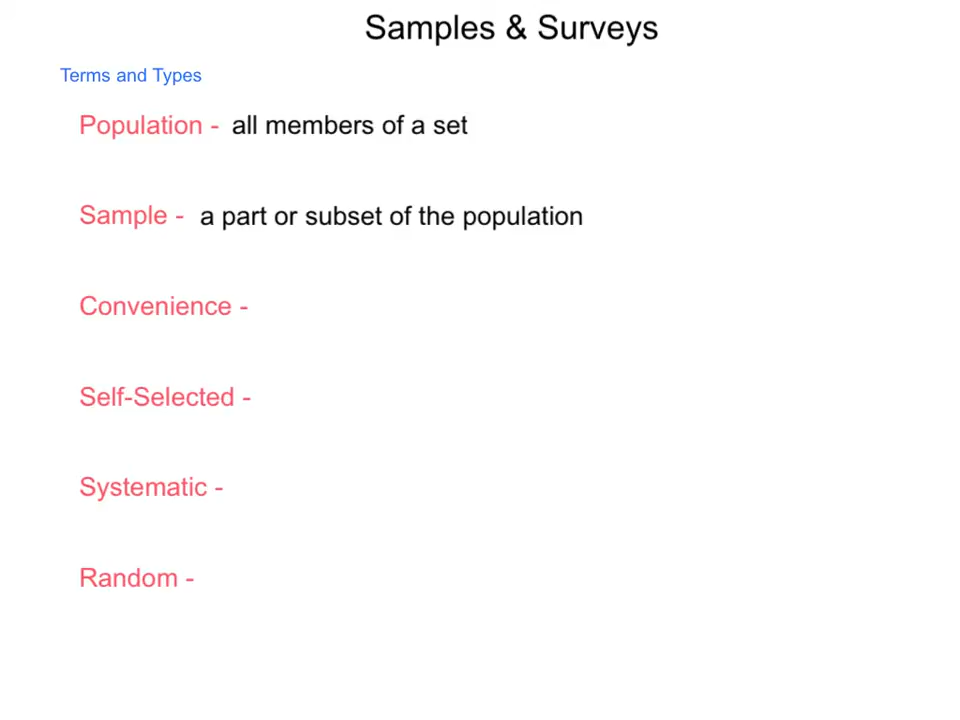 Samples & Surveys
Terms and Types
Population - all members of a set
Sample - a part or subset of the population
Convenience -
Self-Selected -
Systematic -
Random -